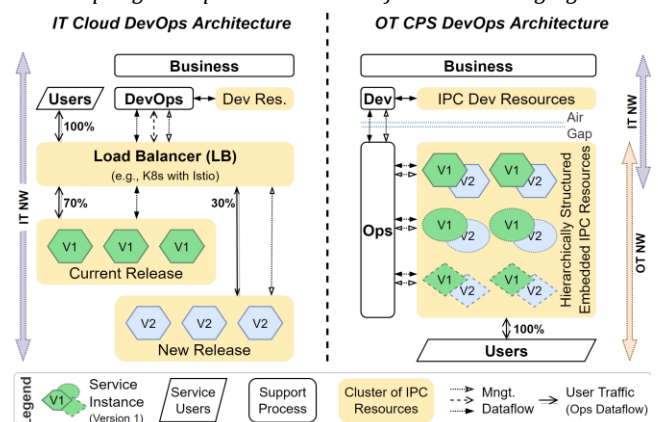 IT Cloud DevOps Architecture
Business
Users
DevOps
Dev Res.
100%
Load Balancer (LB)
(e.g., K8s with Istio)
70%
30%
V1
V1
V1
Current Release
V2
V2
V2
New Release
IT NW
OT CPS DevOps Architecture
Business
Dev
IPC Dev Resources
Air
Gap
Ops
V1
V2
V1
V2
V1
V2
V1
V2
V1
V2
V1
V2
Hierarchically Structured
Embedded IPC Resources
100%
Users
IT NW
OT NW
Legend
V1
Service
Instance
(Version 1)
Service
Users
Support
Process
Cluster of IPC
Resources
Mngt.
Dataflow
User Traffic
(Ops Dataflow)